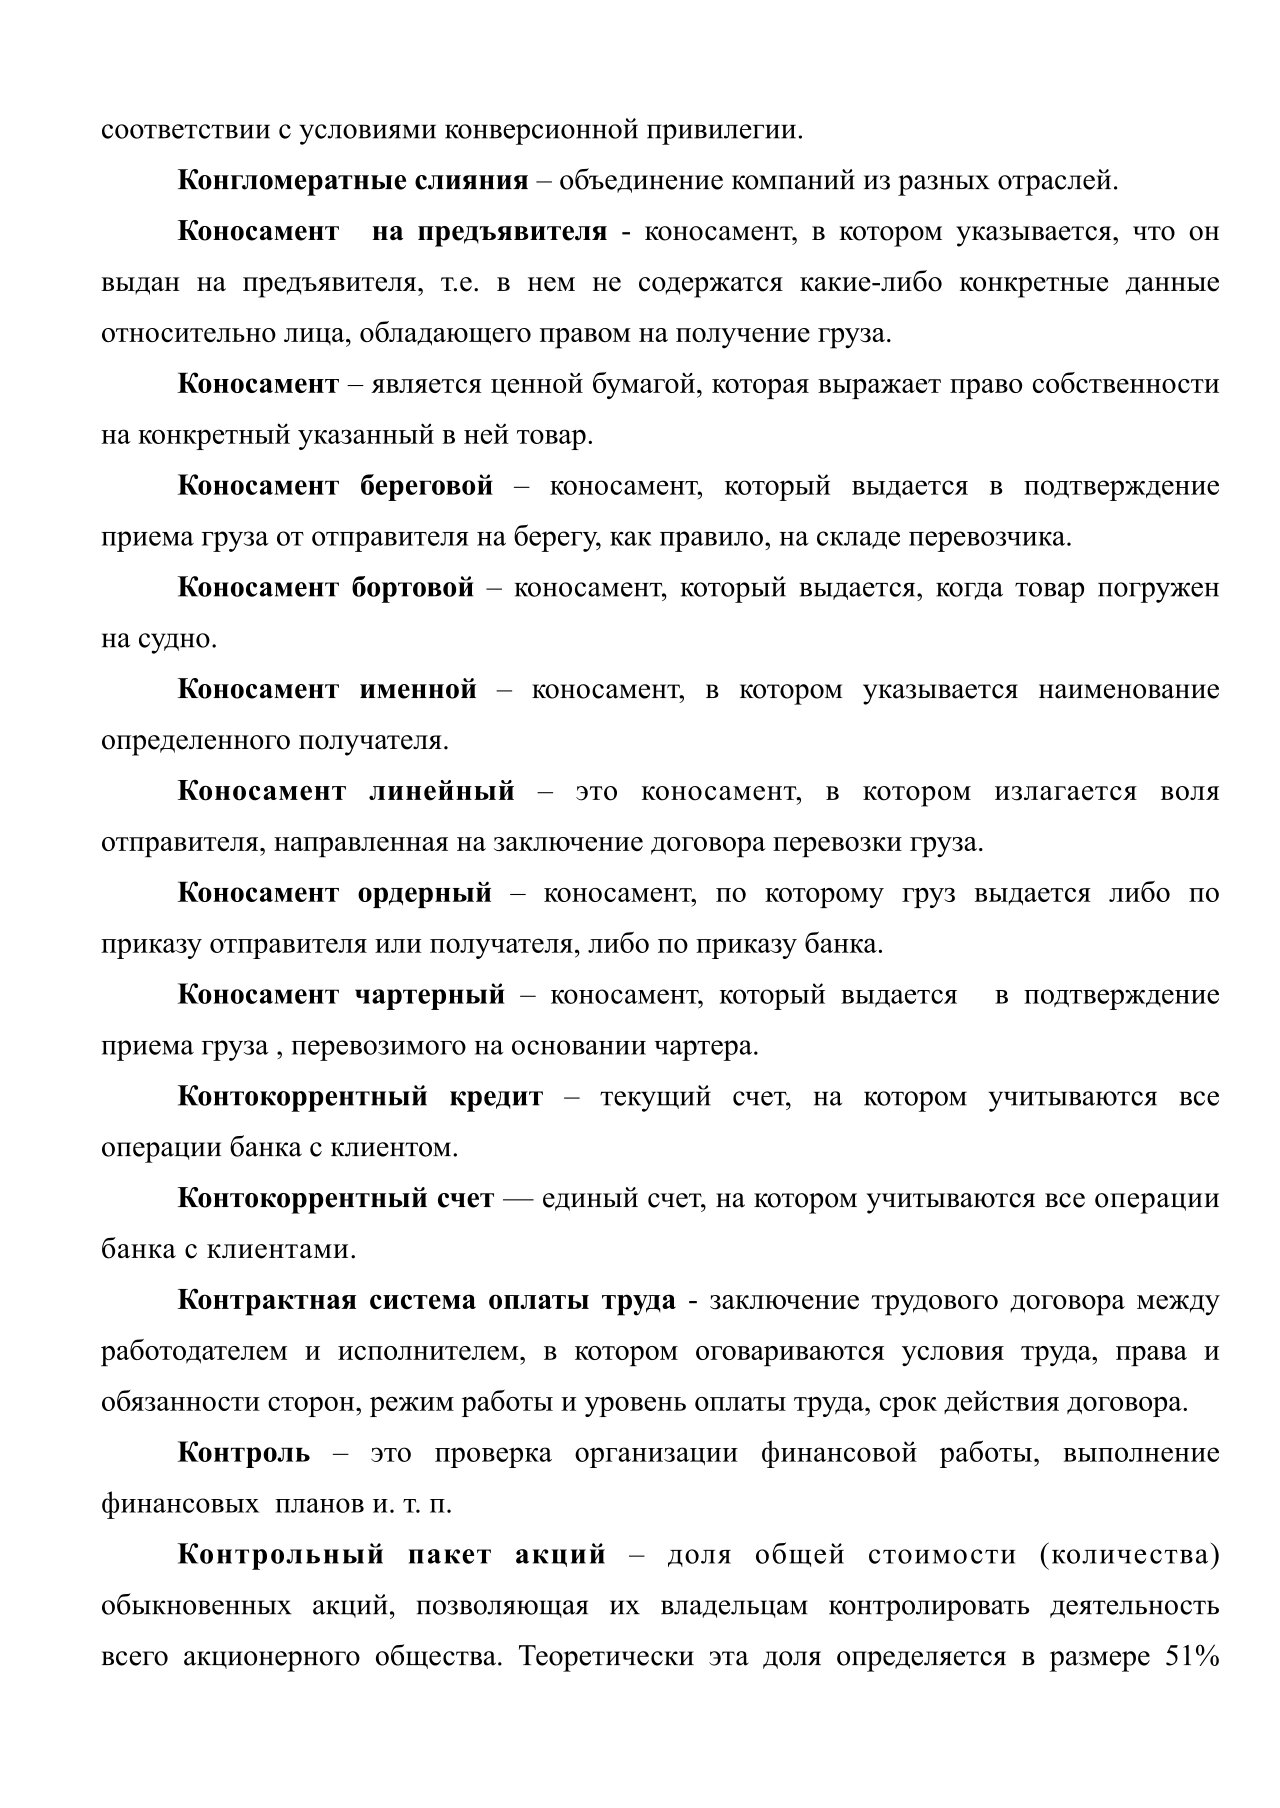 соответствии с условиями конверсионной привилегии.
Конгломератные слияния – объединение компаний из разных отраслей.
Коносамент на предъявителя - коносамент, в котором указывается, что он
выдан на предъявителя, т.е. в нем не содержатся какие-либо конкретные данные
относительно лица, обладающего правом на получение груза.
Коносамент – является ценной бумагой, которая выражает право собственности
на конкретный указанный в ней товар.
Коносамент береговой – коносамент, который выдается в подтверждение
приема груза от отправителя на берегу, как правило, на складе перевозчика.
Коносамент бортовой – коносамент, который выдается, когда товар погружен
на судно.
Коносамент именной – коносамент, в котором указывается наименование
определенного получателя.
Коносамент линейный – это коносамент, в котором излагается воля
отправителя, направленная на заключение договора перевозки груза.
Коносамент ордерный – коносамент, по которому груз выдается либо по
приказу отправителя или получателя, либо по приказу банка.
Коносамент чартерный – коносамент, который выдается в подтверждение
приема груза , перевозимого на основании чартера.
Контокоррентный кредит – текущий счет, на котором учитываются все
операции банка с клиентом.
Контокоррентный счет — единый счет, на котором учитываются все операции
банка с клиентами.
Контрактная система оплаты труда - заключение трудового договора между
работодателем и исполнителем, в котором оговариваются условия труда, права и
обязанности сторон, режим работы и уровень оплаты труда, срок действия договора.
Контроль – это проверка организации финансовой работы, выполнение
финансовых планов и. т. п.
Контрольный пакет акций – доля общей стоимости (количества)
обыкновенных акций, позволяющая их владельцам контролировать деятельность
всего акционерного общества. Теоретически эта доля определяется в размере 51%